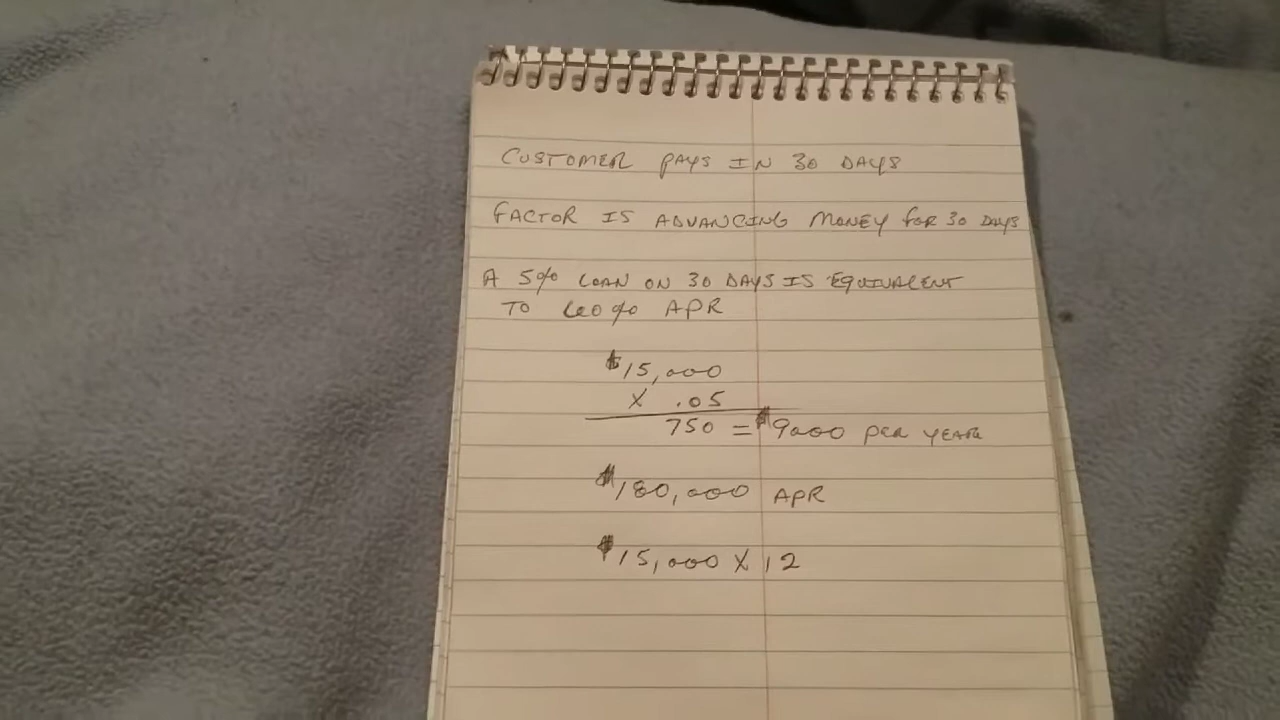 CUSTOMER PAYS IN 30 DAYS
FACTOR IS ADVANCING MONEY FOR 30 DAYS
A 5% LOAN ON 30 DAYS IS EQUIVALENT
TO 60% APR
$15,000
X .05
750 = $9000 PER YEAR
$180,000 APR
$15,000 X 12